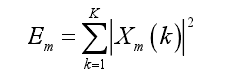 $E_m = \sum_{k=1}^{K} \left| X_m(k) \right|^2$